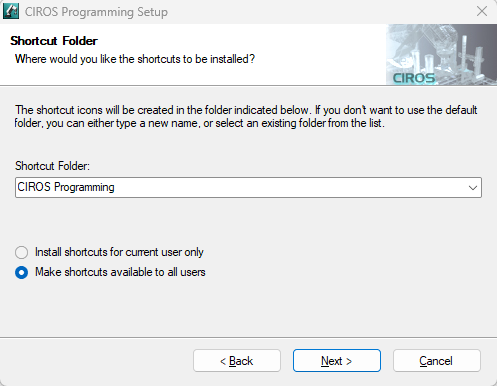 CIROS Programming Setup
Shortcut Folder
Where would you like the shortcuts to be installed?
CIROS
The shortcut icons will be created in the folder indicated below. If you don't want to use the default
folder, you can either type a new name, or select an existing folder from the list.
Shortcut Folder:
CIROS Programming
Install shortcuts for current user only
Make shortcuts available to all users
< Back
Next >
Cancel